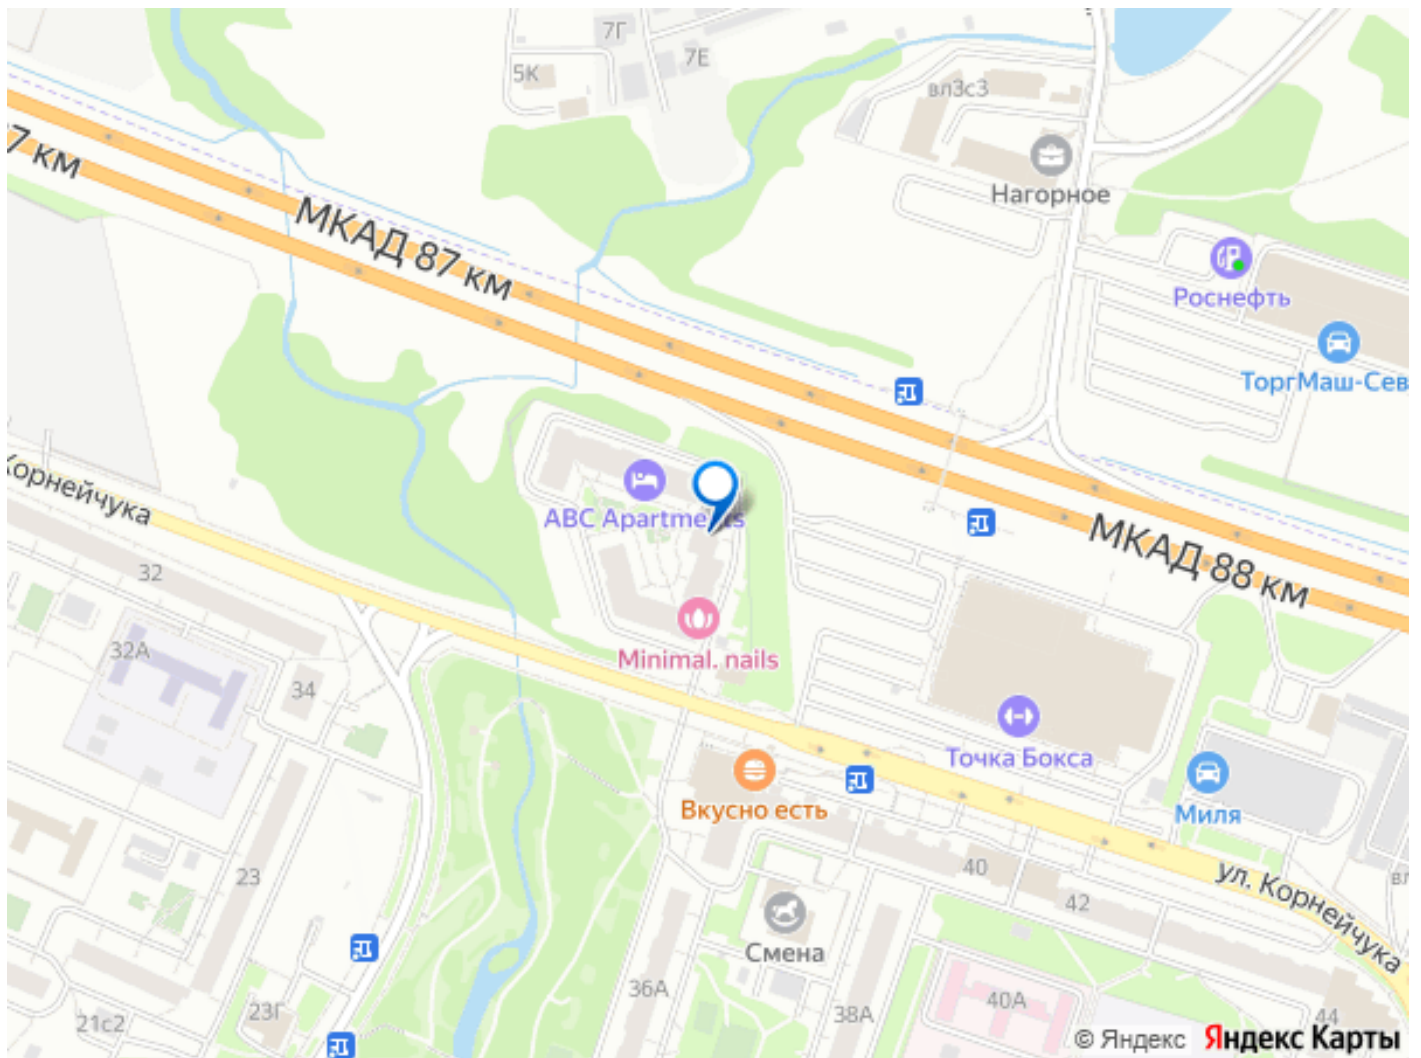 7Г
7Е
5К
вл3с3
7 км
МКАД 87 км
Нагорное
Роснефть
ТоргМаш-Сев
ABC Apartments
Корнейчука
МКАД 88 км
32
32А
Minimal. nails
34
Точка Бокса
Вкусно есть
Миля
23
40
ул. Корнейчука
42
Смена
36А
38А
40А
23Г
21с2
44
© Яндекс Яндекс Карты